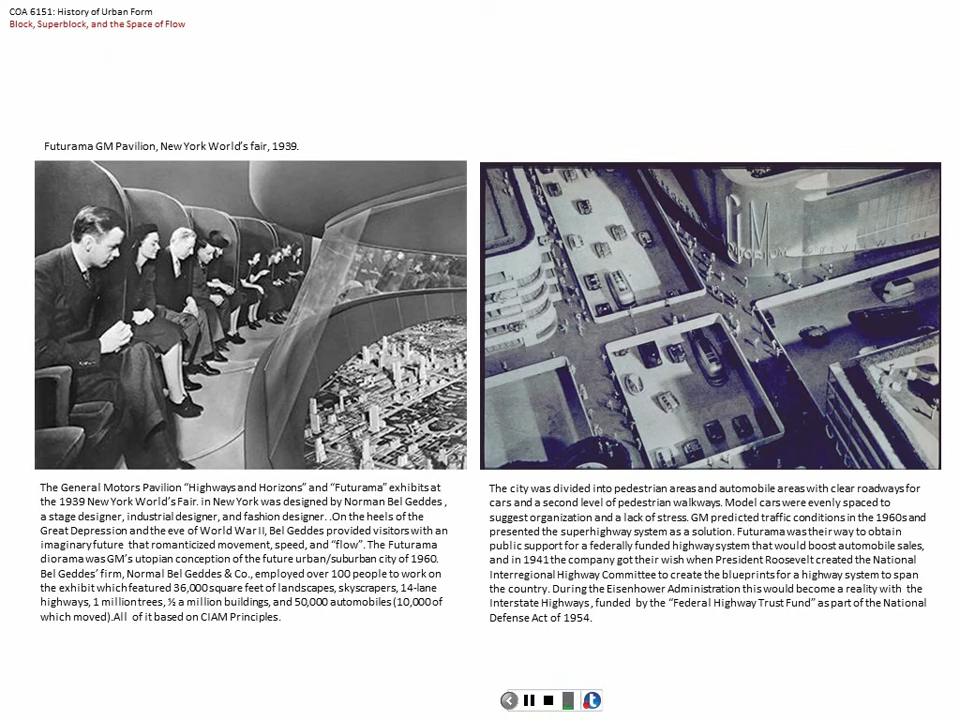 COA 6151: History of Urban Form
Block, Superblock, and the Space of Flow
Futurama GM Pavilion, New York World's fair, 1939.
GM
The General Motors Pavilion "Highways and Horizons" and "Futurama" exhibits at
the 1939 New York World's Fair. in New York was designed by Norman Bel Geddes ,
a stage designer, industrial designer, and fashion designer. .On the heels of the
Great Depression and the eve of World War II, Bel Geddes provided visitors with an
imaginary future that romanticized movement, speed, and "flow". The Futurama
diorama was GM's utopian conception of the future urban/suburban city of 1960.
Bel Geddes' firm, Normal Bel Geddes & Co., employed over 100 people to work on
the exhibit which featured 36,000 square feet of landscapes, skyscrapers, 14-lane
highways, 1 million trees, ½ a million buildings, and 50,000 automobiles (10,000 of
which moved).All of it based on CIAM Principles.
The city was divided into pedestrian areas and automobile areas with clear roadways for
cars and a second level of pedestrian walkways. Model cars were evenly spaced to
suggest organization and a lack of stress. GM predicted traffic conditions in the 1960s and
presented the superhighway system as a solution. Futurama was their way to obtain
public support for a federally funded highway system that would boost automobile sales,
and in 1941 the company got their wish when President Roosevelt created the National
Interregional Highway Committee to create the blueprints for a highway system to span
the country. During the Eisenhower Administration this would become a reality with the
Interstate Highways , funded by the "Federal Highway Trust Fund" as part of the National
Defense Act of 1954.